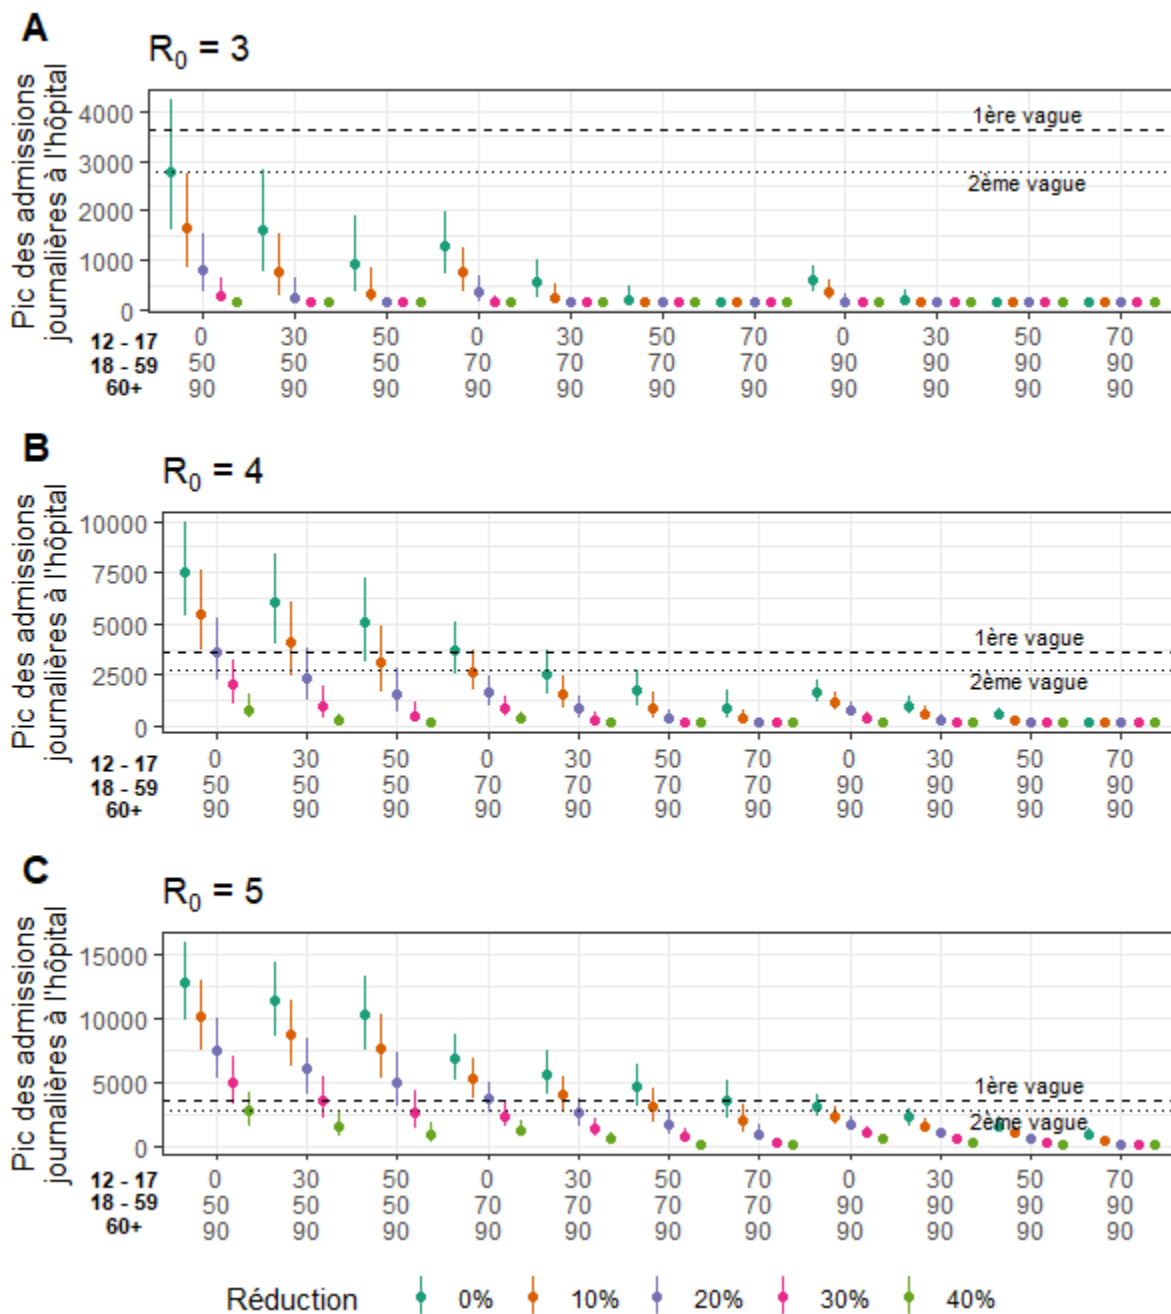 A
R0 = 3
Pic des admissions
journalières à l'hôpital
4000
3000
2000
1000
0
1ère vague
2ème vague
12 - 17 0 30 50 0 30 50 70 0 30 50 70
18 - 59 50 50 50 70 70 70 70 90 90 90 90
60+ 90 90 90 90 90 90 90 90 90 90 90
B
R0 = 4
Pic des admissions
journalières à l'hôpital
10000
7500
5000
2500
0
1ère vague
2ème vague
12 - 17 0 30 50 0 30 50 70 0 30 50 70
18 - 59 50 50 50 70 70 70 70 90 90 90 90
60+ 90 90 90 90 90 90 90 90 90 90 90
C
R0 = 5
Pic des admissions
journalières à l'hôpital
15000
10000
5000
0
1ère vague
2ème vague
12 - 17 0 30 50 0 30 50 70 0 30 50 70
18 - 59 50 50 50 70 70 70 70 90 90 90 90
60+ 90 90 90 90 90 90 90 90 90 90 90
Réduction 0% 10% 20% 30% 40%